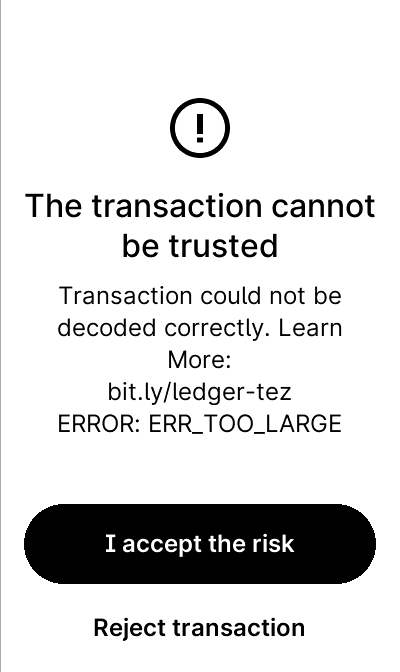 The transaction cannot
be trusted
Transaction could not be
decoded correctly. Learn
More:
bit.ly/ledger-tez
ERROR: ERR_TOO_LARGE
I accept the risk
Reject transaction